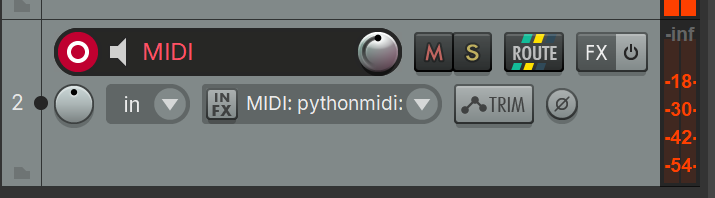 MIDI M S ROUTE FX
2 in IN FX MIDI: pythonmidi: TRIM
-inf
-18-
-30-
-42-
-54-